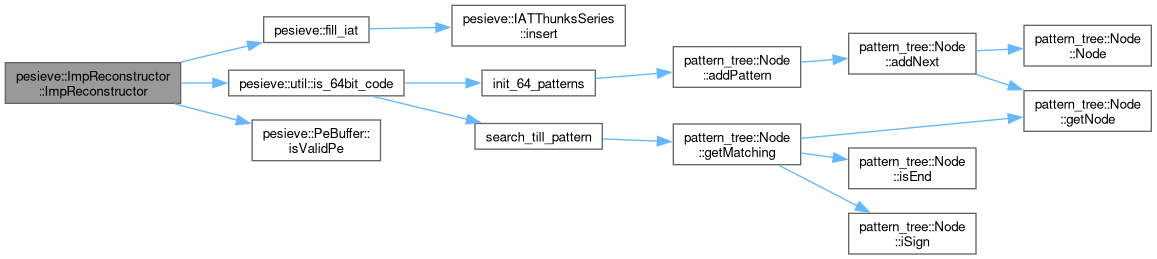 pesieve::ImpReconstructor
::ImpReconstructor
pesieve::fill_iat
pesieve::IATThunksSeries
::insert
pesieve::util::is_64bit_code
init_64_patterns
pattern_tree::Node
::addPattern
pattern_tree::Node
::addNext
pattern_tree::Node
::Node
pattern_tree::Node
::getNode
search_till_pattern
pattern_tree::Node
::getMatching
pattern_tree::Node
::isEnd
pattern_tree::Node
::iSign
pesieve::PeBuffer::
isValidPe